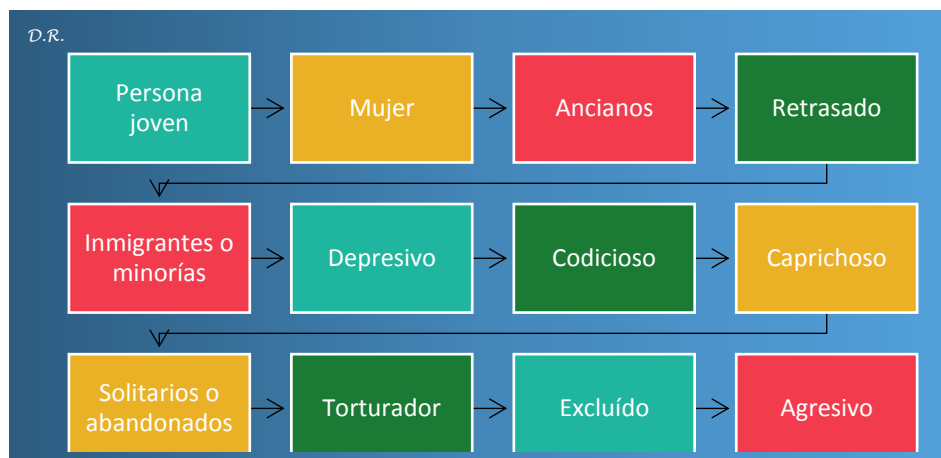 D.R.
Persona
joven
Mujer
Ancianos
Retrasado
Inmigrantes o
minorías
Depresivo
Codicioso
Caprichoso
Solitarios o
abandonados
Torturador
Excluído
Agresivo